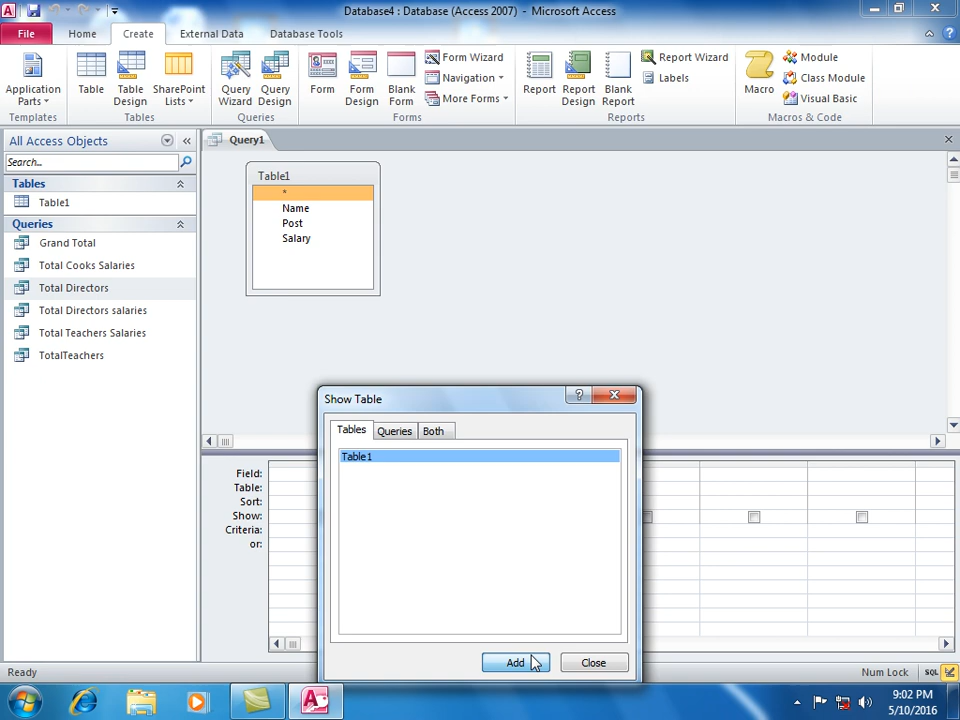 Database4 : Database (Access 2007) - Microsoft Access
File Home Create External Data Database Tools
Application Parts
Table
Table Design
SharePoint Lists
Templates
Tables
Query Wizard
Query Design
Queries
Form
Form Design
Blank Form
Form Wizard
Navigation
More Forms
Forms
Report
Report Design
Blank Report
Report Wizard
Labels
Reports
Macro
Module
Class Module
Visual Basic
Macros & Code
All Access Objects
Search...
Tables
Table1
Queries
Grand Total
Total Cooks Salaries
Total Directors
Total Directors salaries
Total Teachers Salaries
TotalTeachers
Query1
Table1
*
Name
Post
Salary
Show Table
Tables Queries Both
Table1
Add Close
Field:
Table:
Sort:
Show:
Criteria:
or:
Ready
Num Lock SQL
9:02 PM
5/10/2016